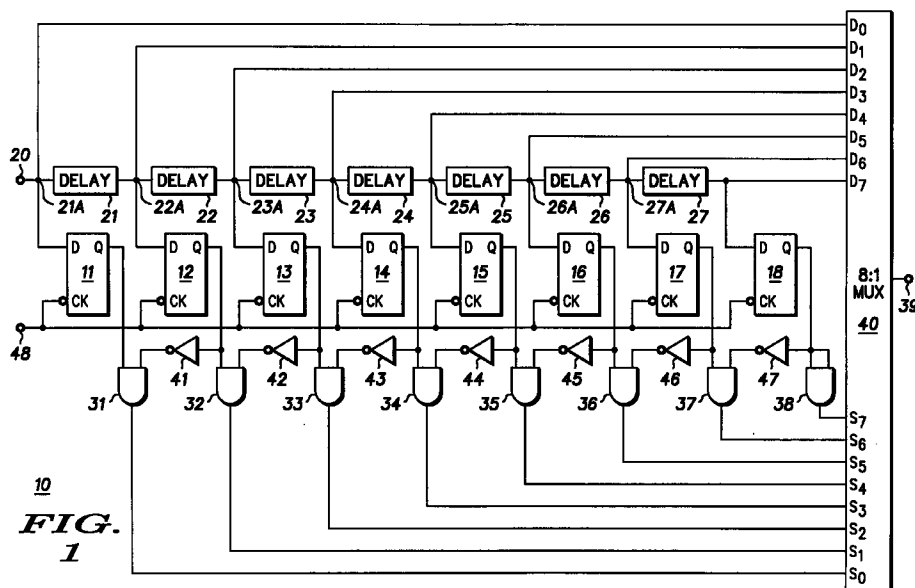 D0
D1
D2
D3
D4
D5
D6
D7
20
DELAY DELAY DELAY DELAY DELAY DELAY DELAY
21A 21 22A 22 23A 23 24A 24 25A 25 26A 26 27A 27
D Q D Q D Q D Q D Q D Q D Q D Q
11 12 13 14 15 16 17 18
CK CK CK CK CK CK CK CK
8:1
MUX
40
39
48
41 42 43 44 45 46 47
31 32 33 34 35 36 37 38
S7
S6
S5
S4
S3
S2
S1
S0
10
FIG.
1